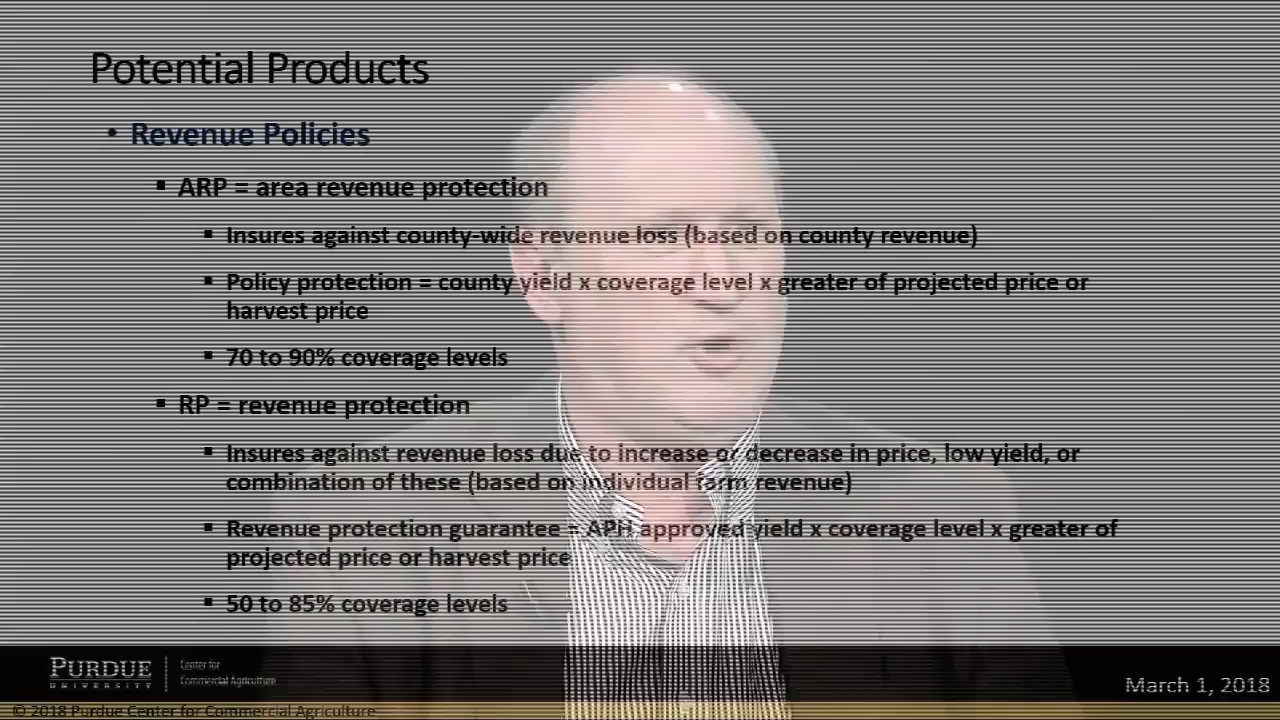 Potential Products
• Revenue Policies
▪ ARP = area revenue protection
▪ Insures against county-wide revenue loss (based on county revenue)
▪ Policy protection = county yield x coverage level x greater of projected price or
harvest price
▪ 70 to 90% coverage levels
▪ RP = revenue protection
▪ Insures against revenue loss due to increase or decrease in price, low yield, or
combination of these (based on individual farm revenue)
▪ Revenue protection guarantee = APH approved yield x coverage level x greater of
projected price or harvest price
▪ 50 to 85% coverage levels
PURDUE
UNIVERSITY
Center for
Commercial Agriculture
March 1, 2018
© 2018 Purdue Center for Commercial Agriculture